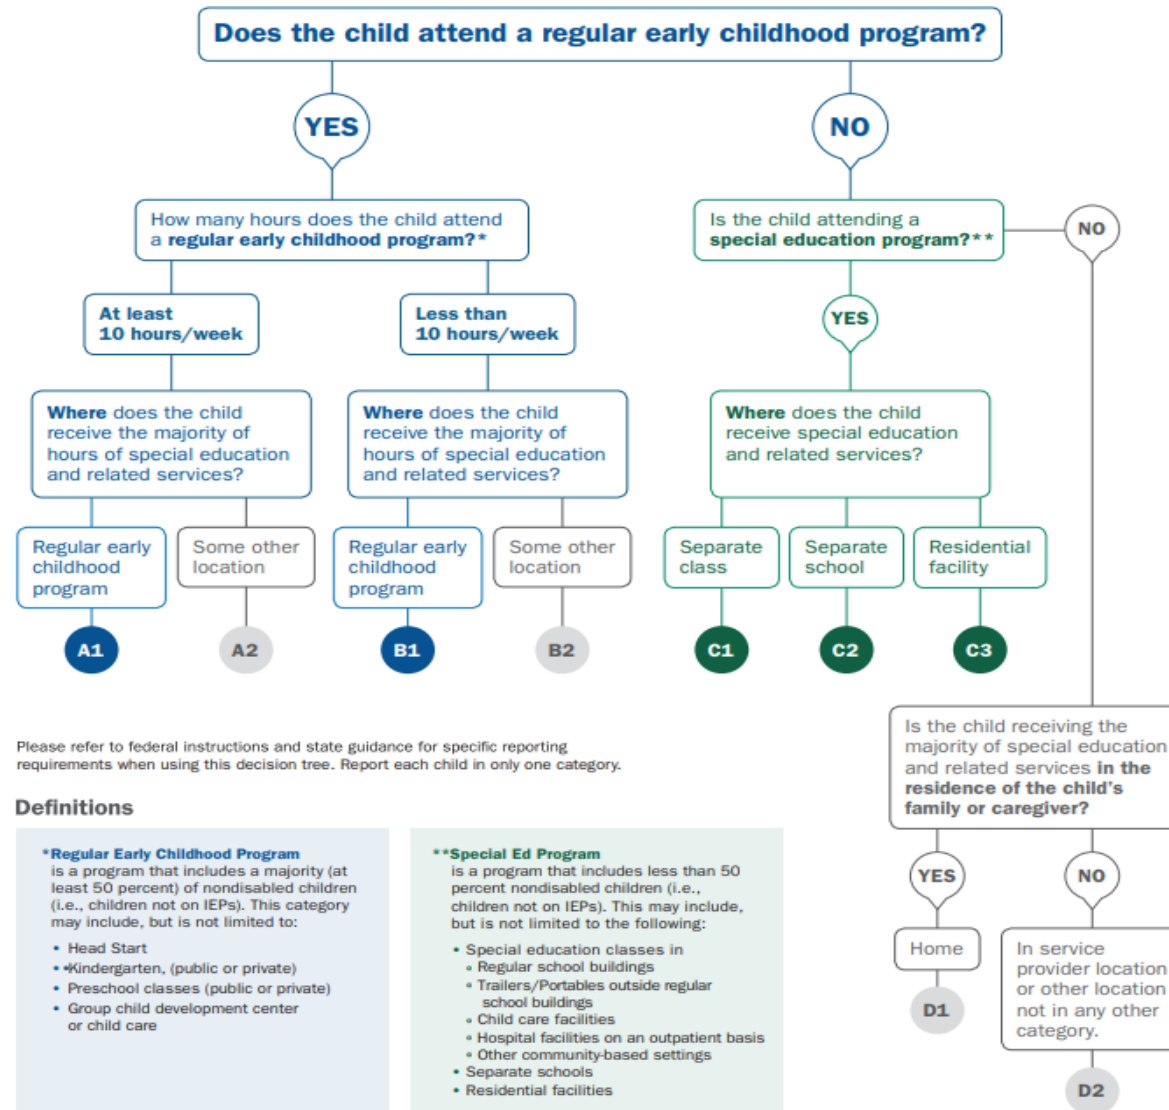 Does the child attend a regular early childhood program?
YES
NO
How many hours does the child attend
a regular early childhood program?*
Is the child attending a
special education program?**
NO
At least
10 hours/week
Less than
10 hours/week
YES
Where does the child
receive the majority of
hours of special education
and related services?
Where does the child
receive the majority of
hours of special education
and related services?
Where does the child
receive special education
and related services?
Regular early
childhood
program
Some other
location
Regular early
childhood
program
Some other
location
Separate
class
Separate
school
Residential
facility
A1
A2
B1
B2
C1
C2
C3
Is the child receiving the
majority of special education
and related services in the
residence of the child's
family or caregiver?
YES
NO
Home
In service
provider location
or other location
not in any other
category.
D1
D2
Please refer to federal instructions and state guidance for specific reporting
requirements when using this decision tree. Report each child in only one category.
Definitions
*Regular Early Childhood Program
is a program that includes a majority (at
least 50 percent) of nondisabled children
(i.e., children not on IEPs). This category
may include, but is not limited to:
• Head Start
••Kindergarten, (public or private)
• Preschool classes (public or private)
• Group child development center
or child care
**Special Ed Program
is a program that includes less than 50
percent nondisabled children (i.e.,
children not on IEPs). This may include,
but is not limited to the following:
• Special education classes in
∘ Regular school buildings
∘ Trailers/Portables outside regular
school buildings
∘ Child care facilities
∘ Hospital facilities on an outpatient basis
∘ Other community-based settings
• Separate schools
• Residential facilities